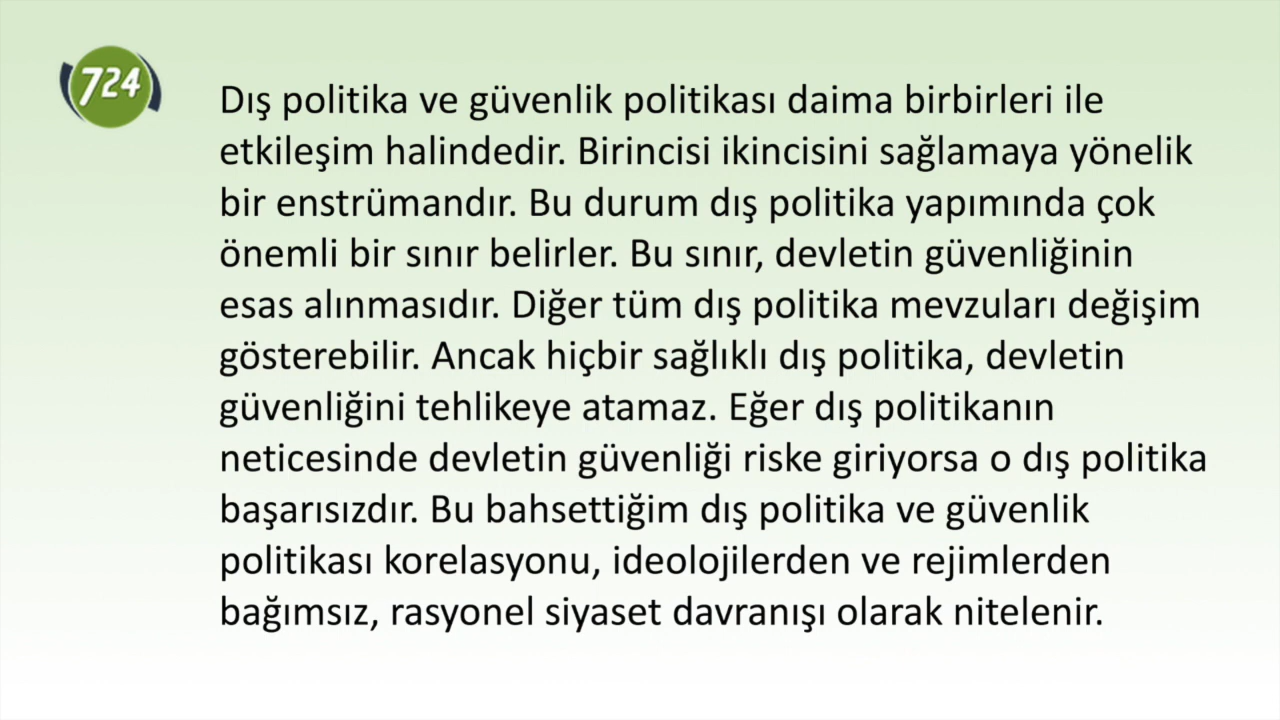 724
Dış politika ve güvenlik politikası daima birbirleri ile
etkileşim halindedir. Birincisi ikincisini sağlamaya yönelik
bir enstrümandır. Bu durum dış politika yapımında çok
önemli bir sınır belirler. Bu sınır, devletin güvenliğinin
esas alınmasıdır. Diğer tüm dış politika mevzuları değişim
gösterebilir. Ancak hiçbir sağlıklı dış politika, devletin
güvenliğini tehlikeye atamaz. Eğer dış politikanın
neticesinde devletin güvenliği riske giriyorsa o dış politika
başarısızdır. Bu bahsettiğim dış politika ve güvenlik
politikası korelasyonu, ideolojilerden ve rejimlerden
bağımsız, rasyonel siyaset davranışı olarak nitelenir.